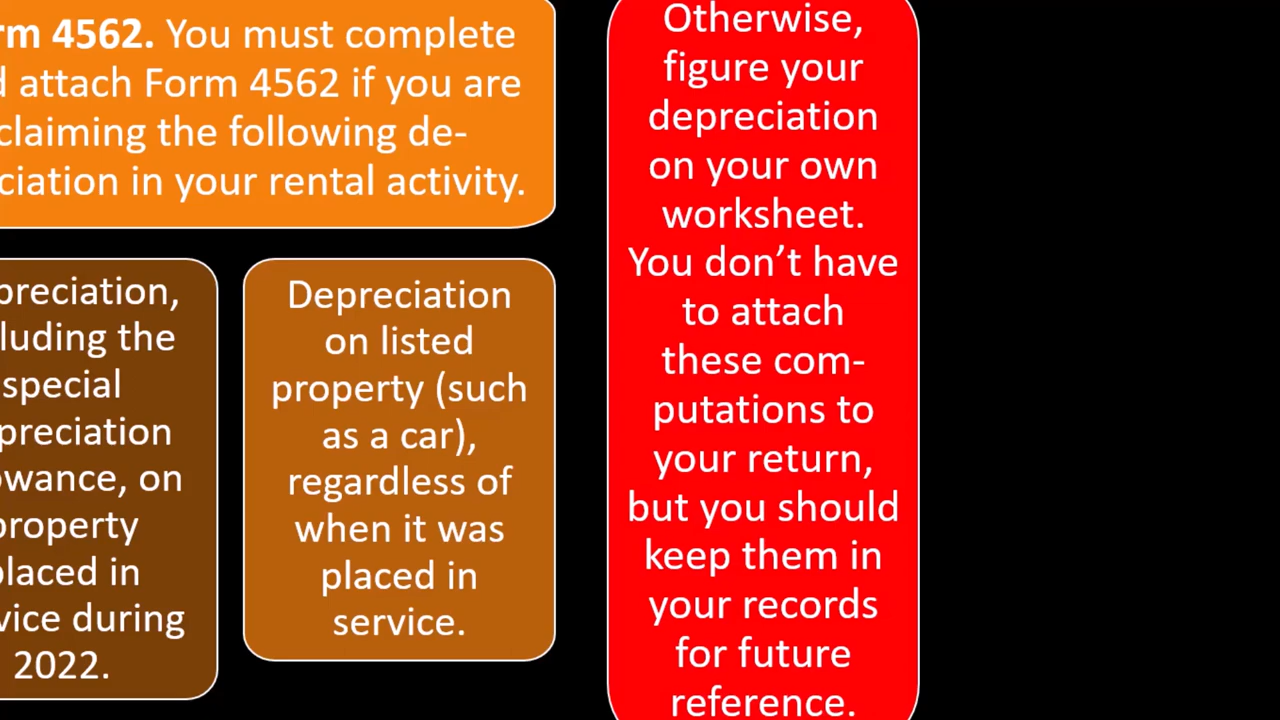 rm 4562. You must complete
d attach Form 4562 if you are
claiming the following de-
ciation in your rental activity.
preciation,
luding the
special
preciation
owance, on
property
laced in
vice during
2022.
Depreciation
on listed
property (such
as a car),
regardless of
when it was
placed in
service.
Otherwise,
figure your
depreciation
on your own
worksheet.
You don’t have
to attach
these com-
putations to
your return,
but you should
keep them in
your records
for future
reference.